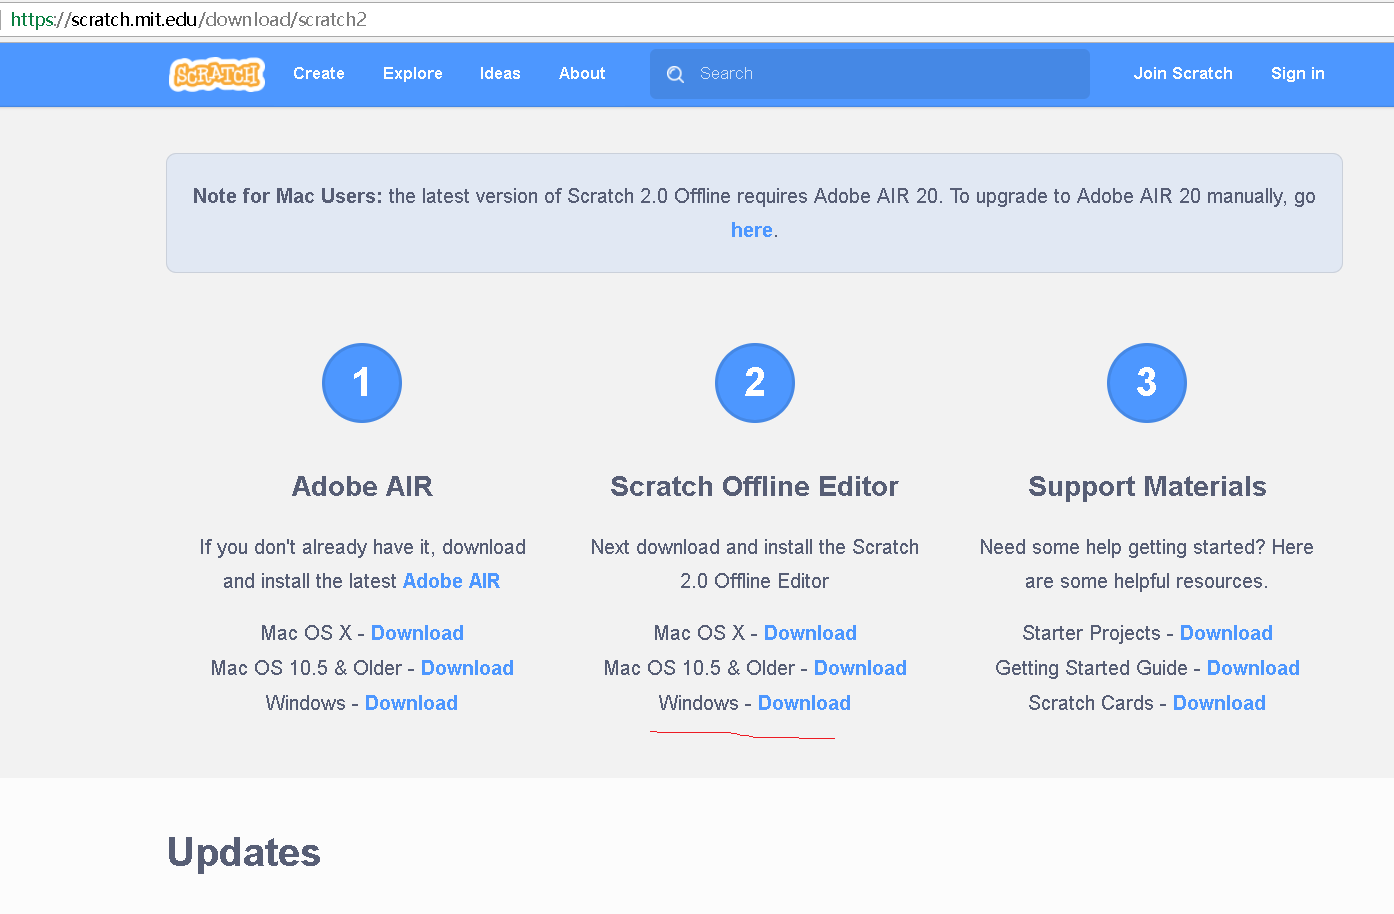 https://scratch.mit.edu/download/scratch2
SCRATCH Create Explore Ideas About Search Join Scratch Sign in
Note for Mac Users: the latest version of Scratch 2.0 Offline requires Adobe AIR 20. To upgrade to Adobe AIR 20 manually, go
here.
1
Adobe AIR
If you don't already have it, download
and install the latest Adobe AIR
Mac OS X - Download
Mac OS 10.5 & Older - Download
Windows - Download
2
Scratch Offline Editor
Next download and install the Scratch
2.0 Offline Editor
Mac OS X - Download
Mac OS 10.5 & Older - Download
Windows - Download
3
Support Materials
Need some help getting started? Here
are some helpful resources.
Starter Projects - Download
Getting Started Guide - Download
Scratch Cards - Download
Updates